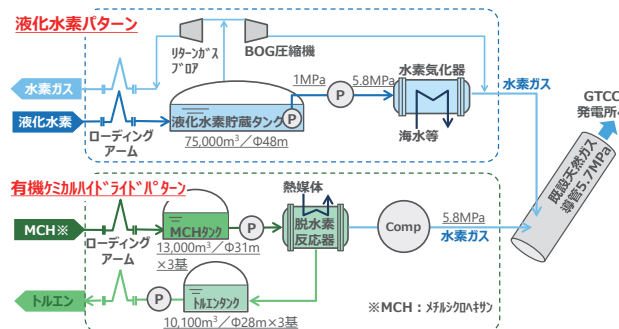 液化水素パターン
リターンガス
ブロア
BOG圧縮機
水素ガス
液化水素
ローディング
アーム
液化水素貯蔵タンク
75,000m³／Φ48m
P
1MPa
P
5.8MPa
水素気化器
海水等
水素ガス
GTCC
発電所へ
既設天然ガス
導管5.7MPa
有機ケミカルハイドライドパターン
MCH※
ローディング
アーム
MCHタンク
13,000m³／Φ31m
×3基
P
熱媒体
脱水素
反応器
Comp
5.8MPa
水素ガス
トルエン
P
トルエンタンク
10,100m³／Φ28m×3基
※MCH：メチルシクロヘキサン